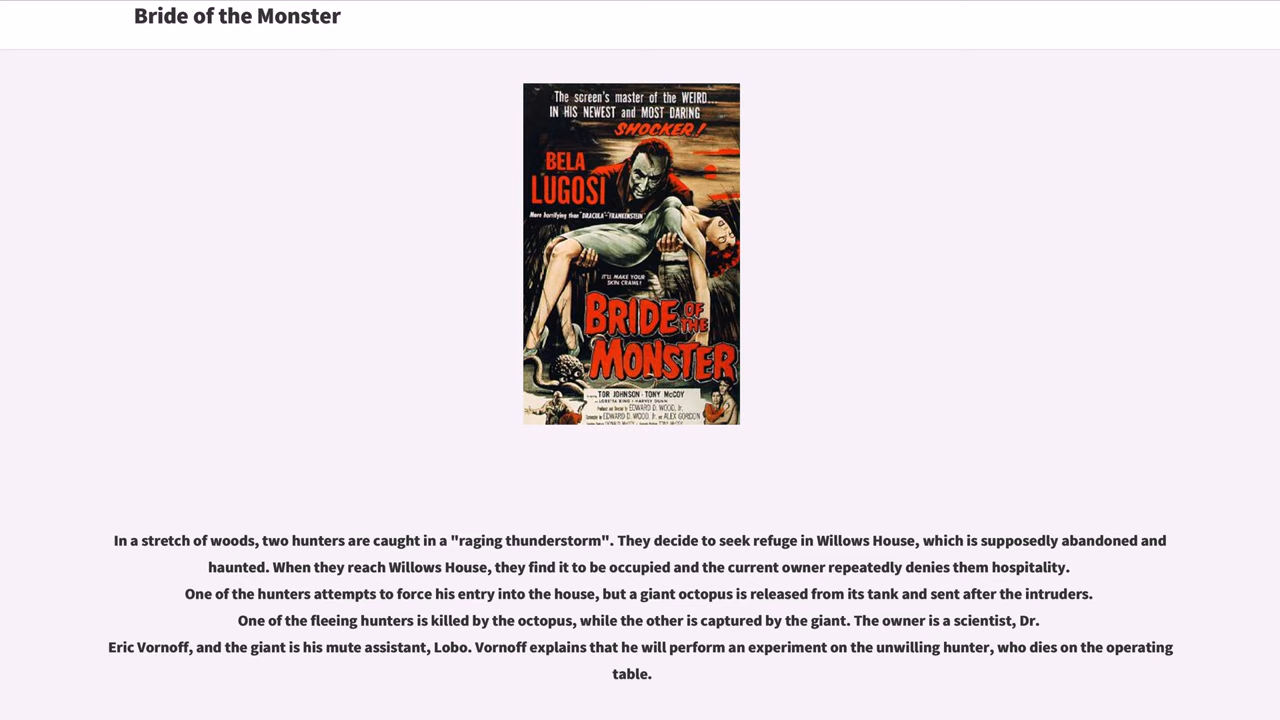 Bride of the Monster
The screen's master of the WEIRD...
IN HIS NEWEST and MOST DARING
SHOCKER!
BELA
LUGOSI
More horrifying than "DRACULA"-"FRANKENSTEIN"
IT'LL MAKE YOUR
SKIN CRAWL!
BRIDE OF
THE
MONSTER
TOR JOHNSON · TONY McCOY
LORETTA KING · HARVEY DUNN
Produced and Directed by EDWARD D. WOOD, Jr.
EDWARD D. WOOD, Jr. and ALEX GORDON
In a stretch of woods, two hunters are caught in a "raging thunderstorm". They decide to seek refuge in Willows House, which is supposedly abandoned and
haunted. When they reach Willows House, they find it to be occupied and the current owner repeatedly denies them hospitality.
One of the hunters attempts to force his entry into the house, but a giant octopus is released from its tank and sent after the intruders.
One of the fleeing hunters is killed by the octopus, while the other is captured by the giant. The owner is a scientist, Dr.
Eric Vornoff, and the giant is his mute assistant, Lobo. Vornoff explains that he will perform an experiment on the unwilling hunter, who dies on the operating
table.